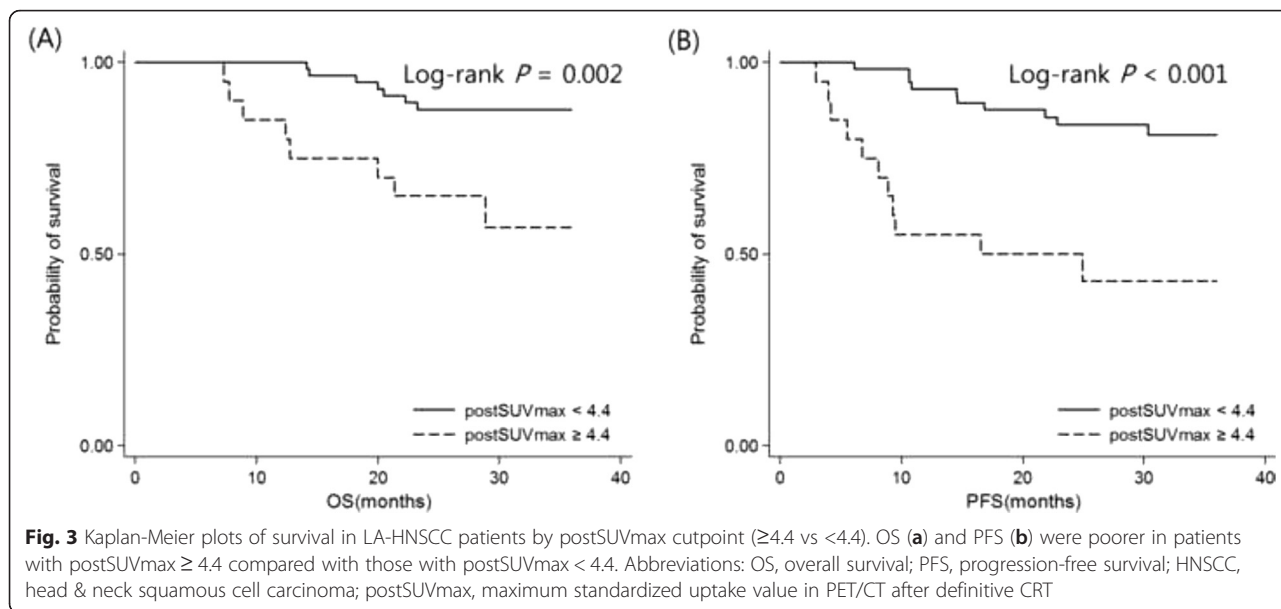 (A)
Log-rank P = 0.002
1.00
0.50
0.00
Probability of survival
postSUVmax < 4.4
postSUVmax ≥ 4.4
0
10
20
30
40
OS(months)
(B)
Log-rank P < 0.001
1.00
0.50
0.00
Probability of survival
postSUVmax < 4.4
postSUVmax ≥ 4.4
0
10
20
30
40
PFS(months)
Fig. 3 Kaplan-Meier plots of survival in LA-HNSCC patients by postSUVmax cutpoint (≥4.4 vs <4.4). OS (a) and PFS (b) were poorer in patients
with postSUVmax ≥ 4.4 compared with those with postSUVmax < 4.4. Abbreviations: OS, overall survival; PFS, progression-free survival; HNSCC,
head & neck squamous cell carcinoma; postSUVmax, maximum standardized uptake value in PET/CT after definitive CRT